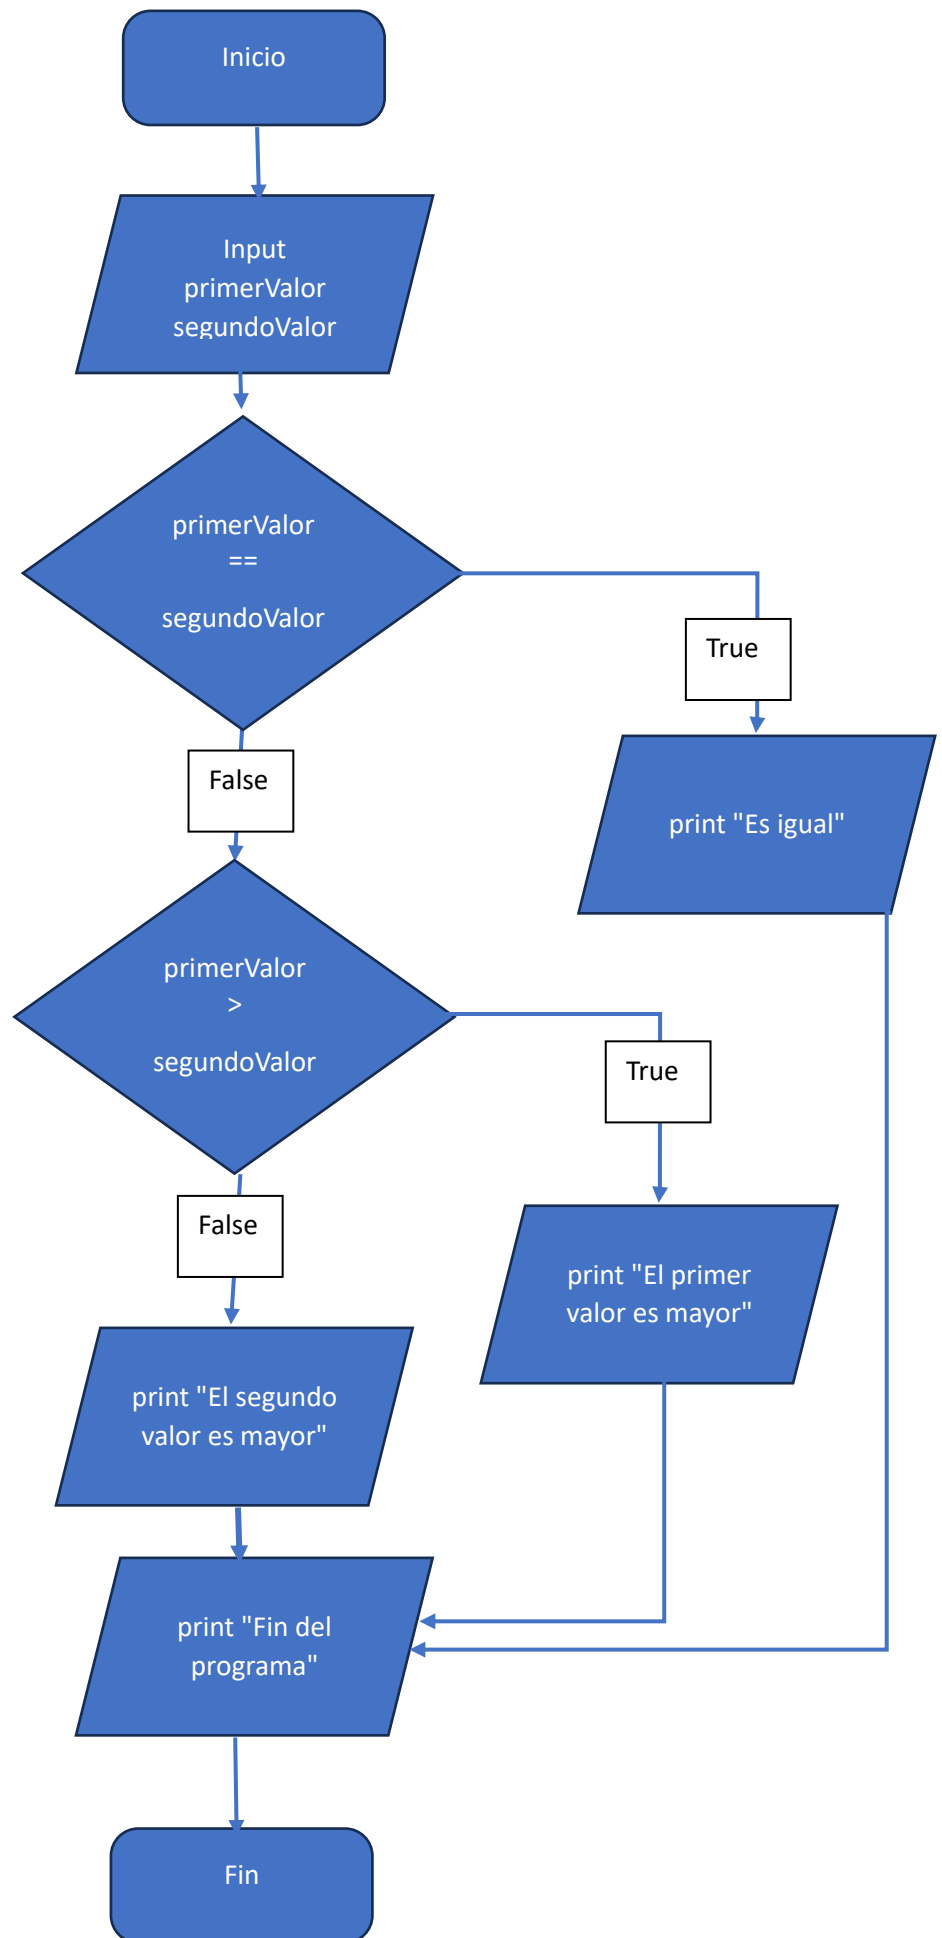 Inicio
Input
primerValor
segundoValor
primerValor
==
segundoValor
True
False
print "Es igual"
primerValor
>
segundoValor
True
False
print "El primer
valor es mayor"
print "El segundo
valor es mayor"
print "Fin del
programa"
Fin